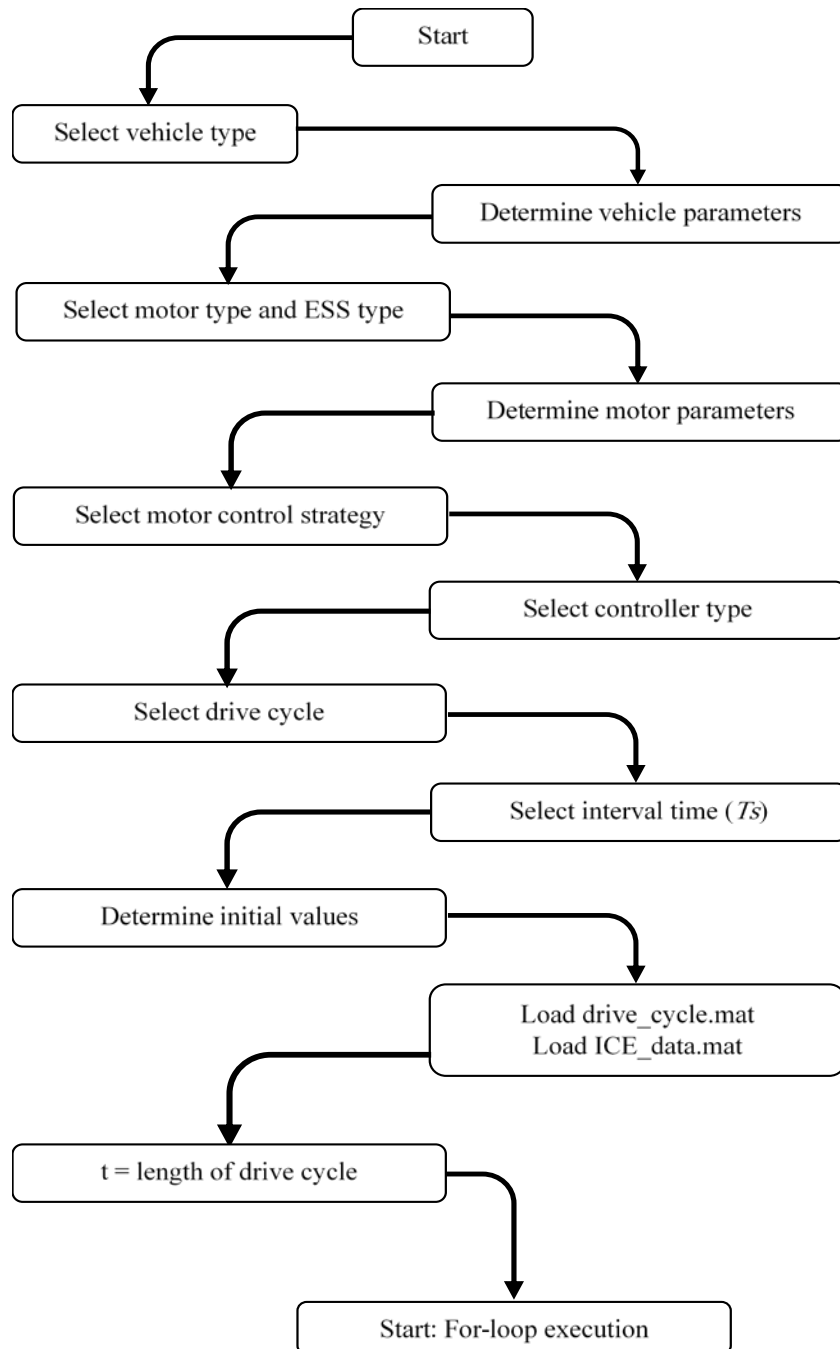 Start
Select vehicle type
Determine vehicle parameters
Select motor type and ESS type
Determine motor parameters
Select motor control strategy
Select controller type
Select drive cycle
Select interval time (Ts)
Determine initial values
Load drive_cycle.mat
Load ICE_data.mat
t = length of drive cycle
Start: For-loop execution